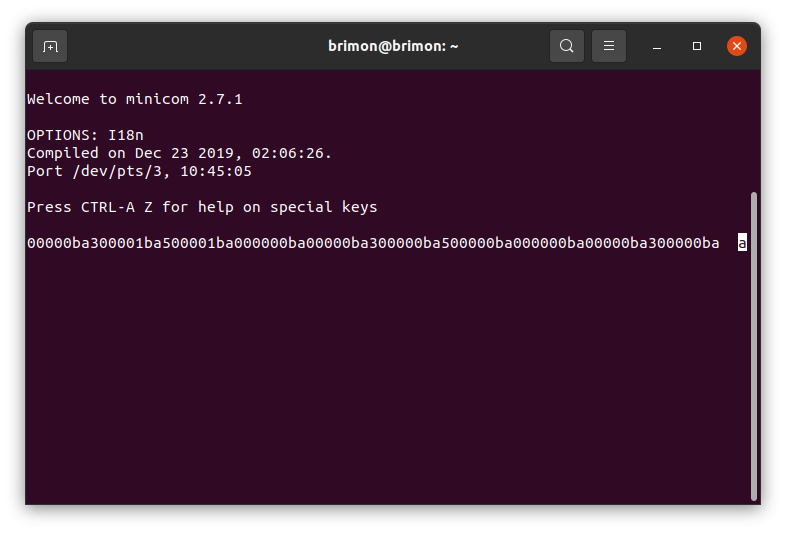 brimon@brimon: ~
Welcome to minicom 2.7.1
OPTIONS: I18n
Compiled on Dec 23 2019, 02:06:26.
Port /dev/pts/3, 10:45:05
Press CTRL-A Z for help on special keys
00000ba300001ba500001ba000000ba00000ba300000ba500000ba000000ba00000ba300000ba  a